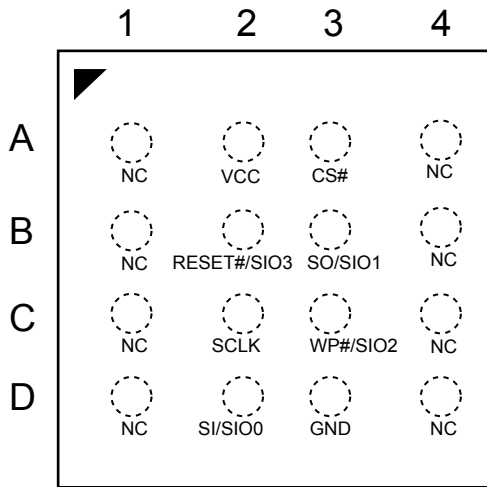 1 2 3 4
A
NC VCC CS# NC
B
NC RESET#/SIO3 SO/SIO1 NC
C
NC SCLK WP#/SIO2 NC
D
NC SI/SIO0 GND NC